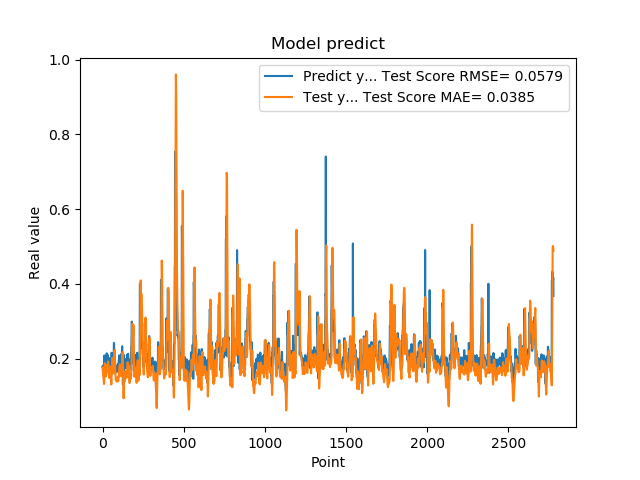 Model predict
Predict y... Test Score RMSE= 0.0579
Test y... Test Score MAE= 0.0385
1.0
0.8
0.6
0.4
0.2
Real value
0 500 1000 1500 2000 2500
Point